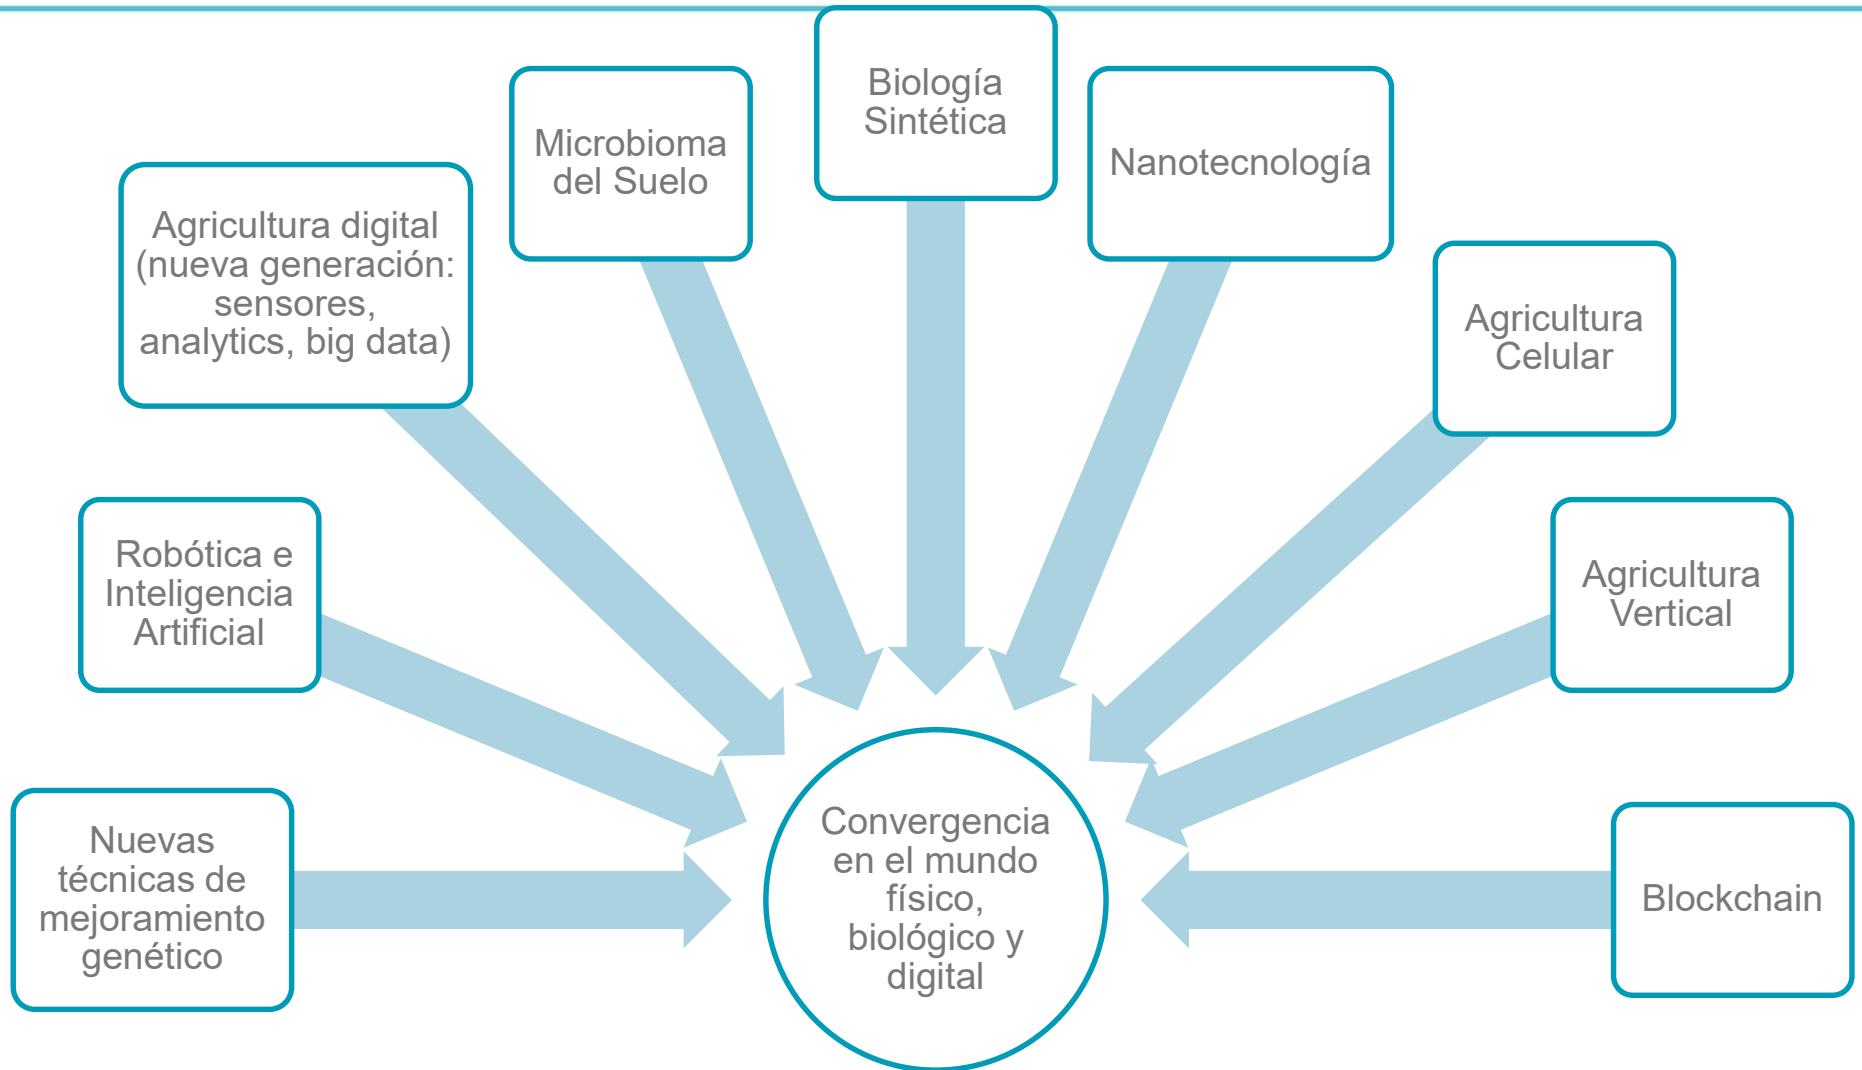 Biología
Sintética
Microbioma
del Suelo
Nanotecnología
Agricultura digital
(nueva generación:
sensores,
analytics, big data)
Agricultura
Celular
Robótica e
Inteligencia
Artificial
Agricultura
Vertical
Nuevas
técnicas de
mejoramiento
genético
Convergencia
en el mundo
físico,
biológico y
digital
Blockchain